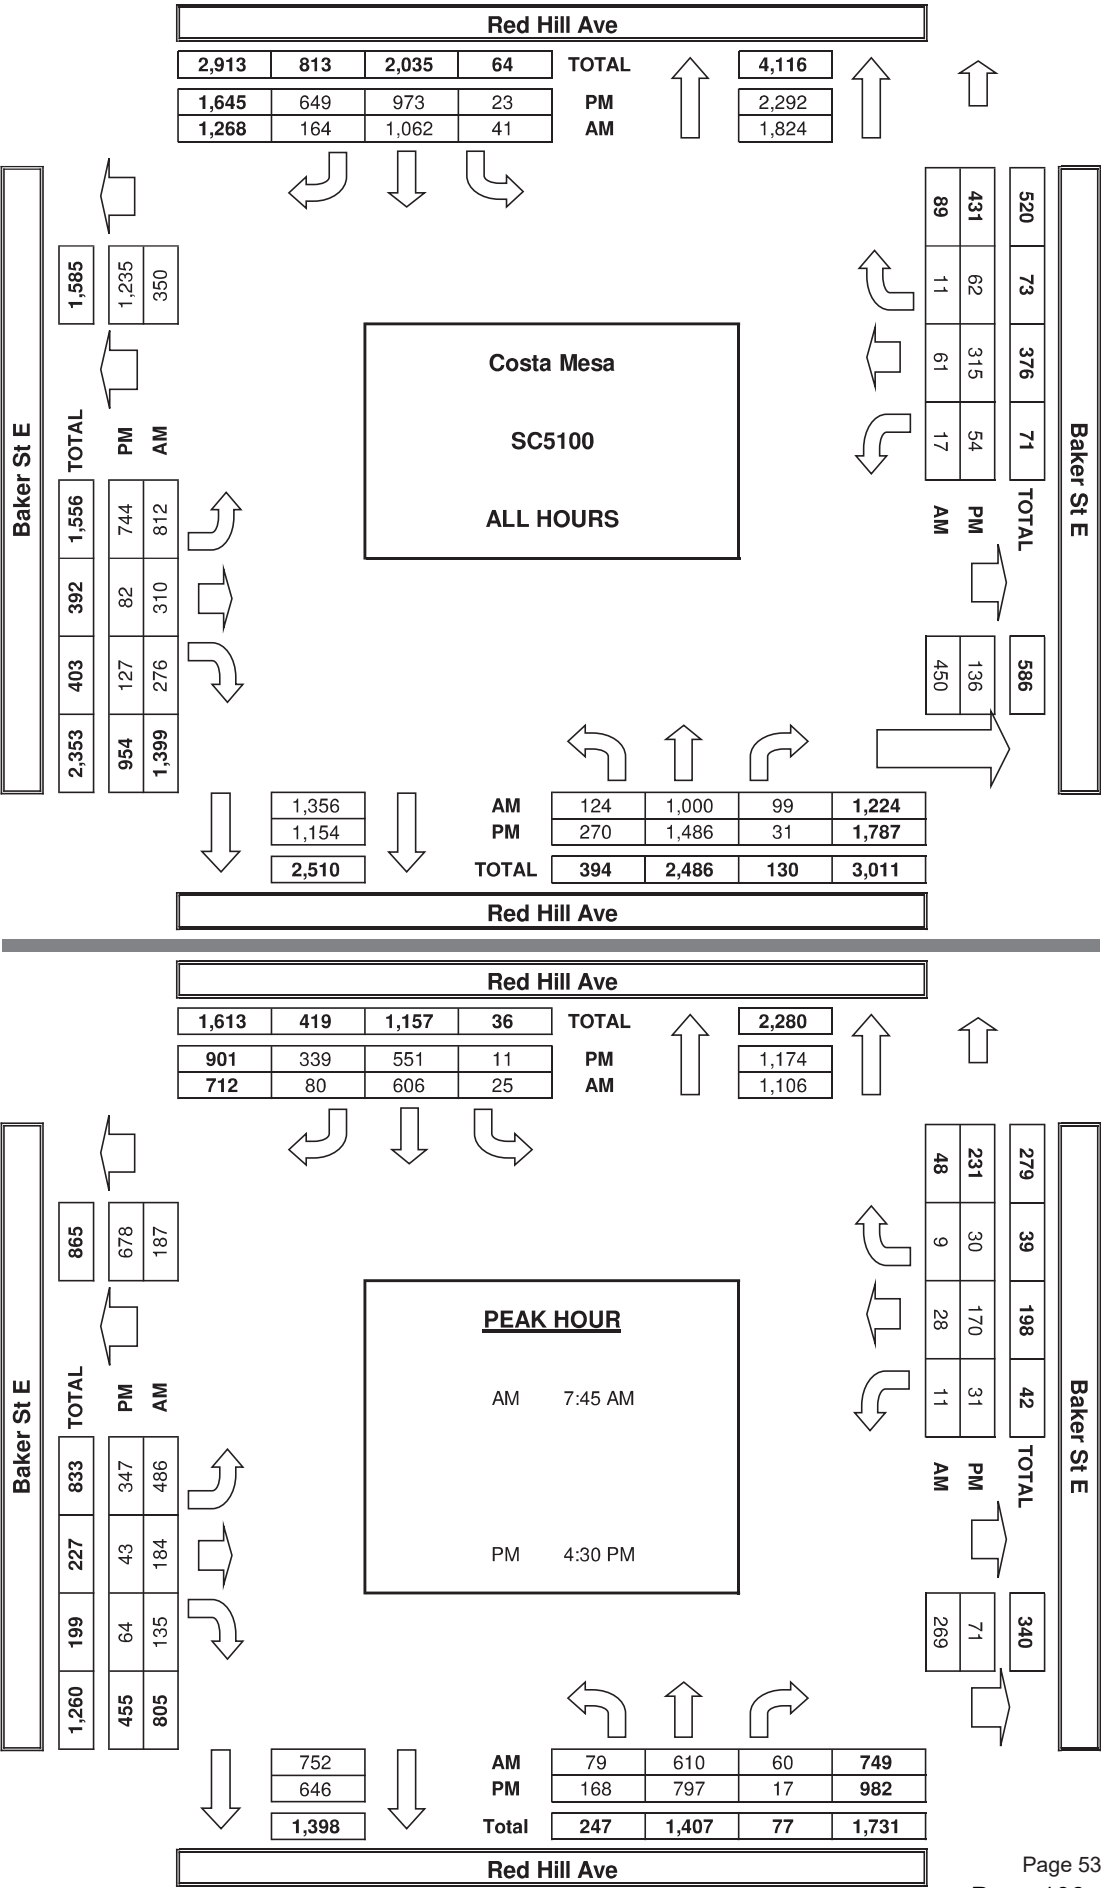 Red Hill Ave
2,913 813 2,035 64 TOTAL 4,116
1,645 649 973 23 PM 2,292
1,268 164 1,062 41 AM 1,824
Baker St E
1,585
1,235
350
TOTAL
PM
AM
1,556 392 403 2,353
744 82 127 954
812 310 276 1,399
Costa Mesa
SC5100
ALL HOURS
520 73 376 71 TOTAL
431 62 315 54 PM
89 11 61 17 AM
586
136
450
Baker St E
1,356 AM 124 1,000 99 1,224
1,154 PM 270 1,486 31 1,787
2,510 TOTAL 394 2,486 130 3,011
Red Hill Ave
Red Hill Ave
1,613 419 1,157 36 TOTAL 2,280
901 339 551 11 PM 1,174
712 80 606 25 AM 1,106
Baker St E
865
678
187
TOTAL
PM
AM
833 227 199 1,260
347 43 64 455
486 184 135 805
PEAK HOUR
AM 7:45 AM
PM 4:30 PM
279 39 198 42 TOTAL
231 30 170 31 PM
48 9 28 11 AM
340
71
269
Baker St E
752 AM 79 610 60 749
646 PM 168 797 17 982
1,398 Total 247 1,407 77 1,731
Red Hill Ave
Page 53